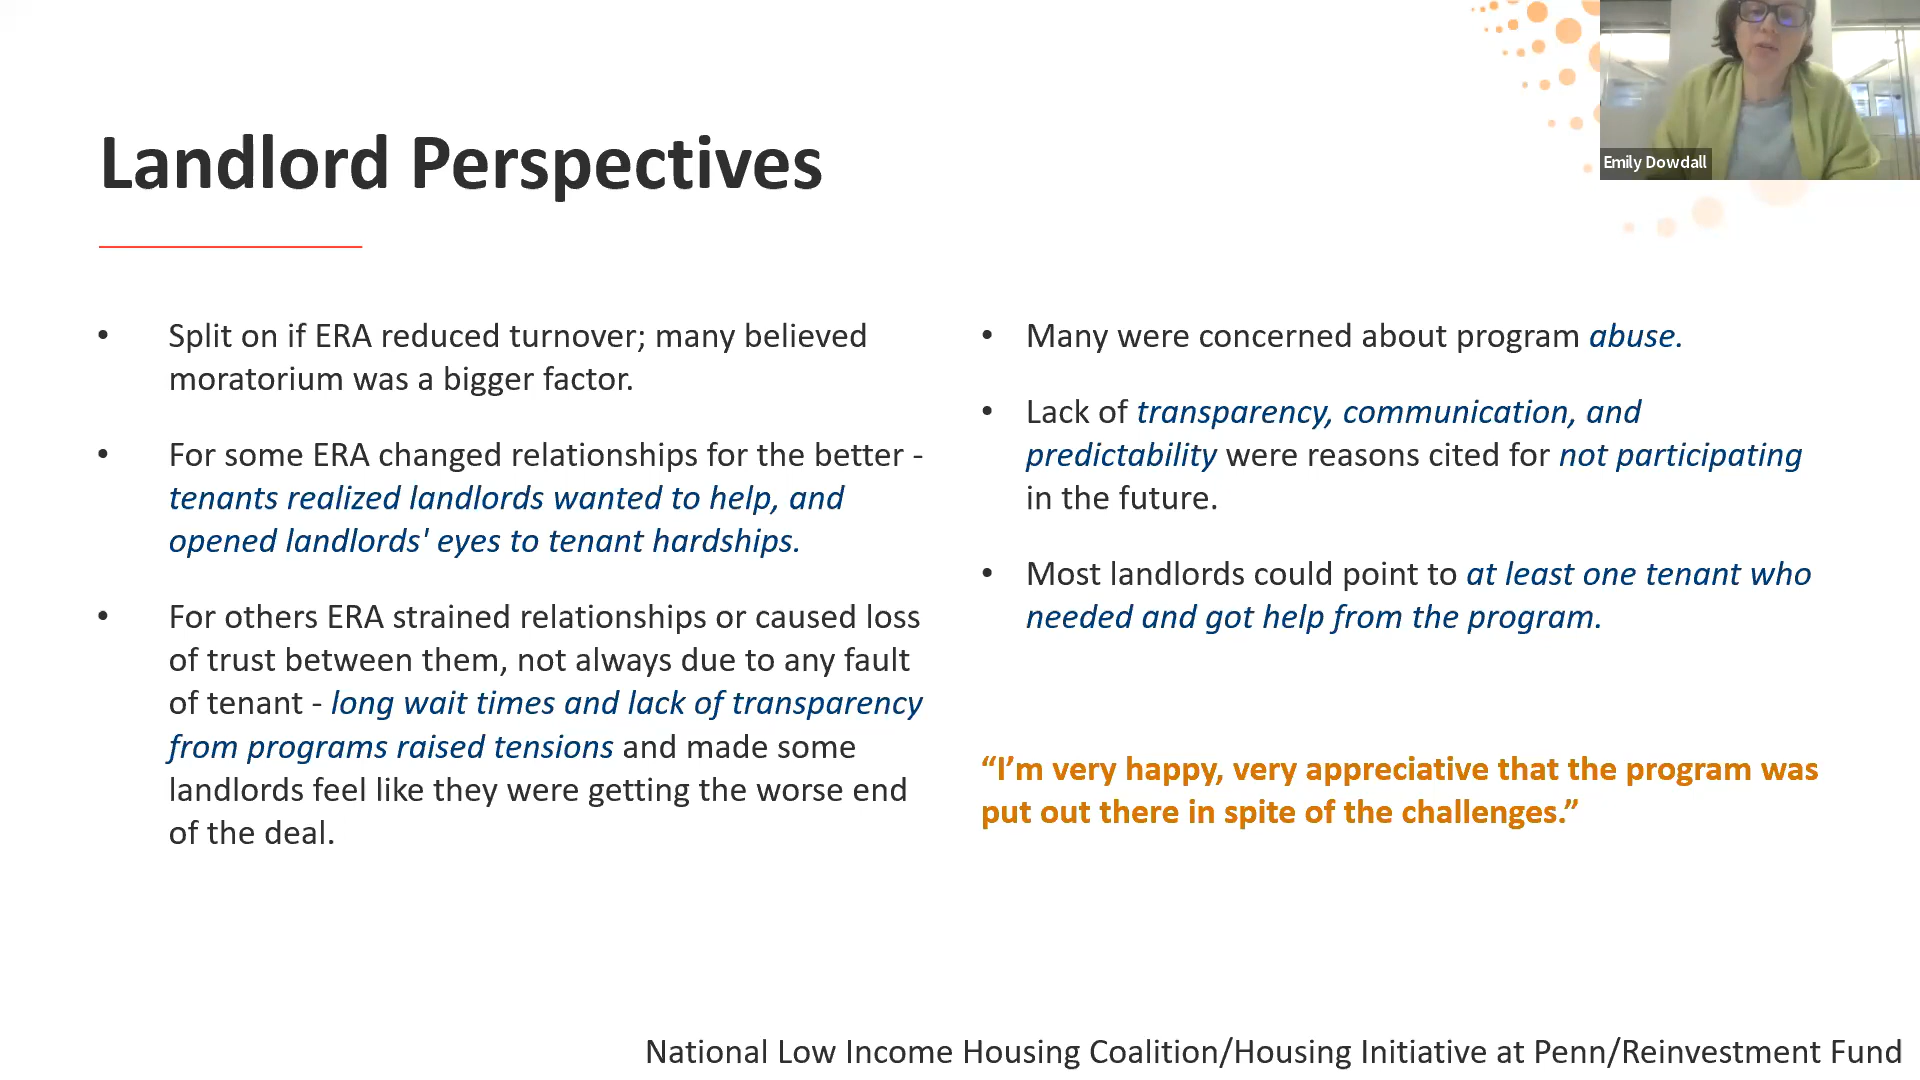 Emily Dowdall
Landlord Perspectives
• Split on if ERA reduced turnover; many believed
moratorium was a bigger factor.
• For some ERA changed relationships for the better -
tenants realized landlords wanted to help, and
opened landlords' eyes to tenant hardships.
• For others ERA strained relationships or caused loss
of trust between them, not always due to any fault
of tenant - long wait times and lack of transparency
from programs raised tensions and made some
landlords feel like they were getting the worse end
of the deal.
• Many were concerned about program abuse.
• Lack of transparency, communication, and
predictability were reasons cited for not participating
in the future.
• Most landlords could point to at least one tenant who
needed and got help from the program.
“I’m very happy, very appreciative that the program was
put out there in spite of the challenges.”
National Low Income Housing Coalition/Housing Initiative at Penn/Reinvestment Fund